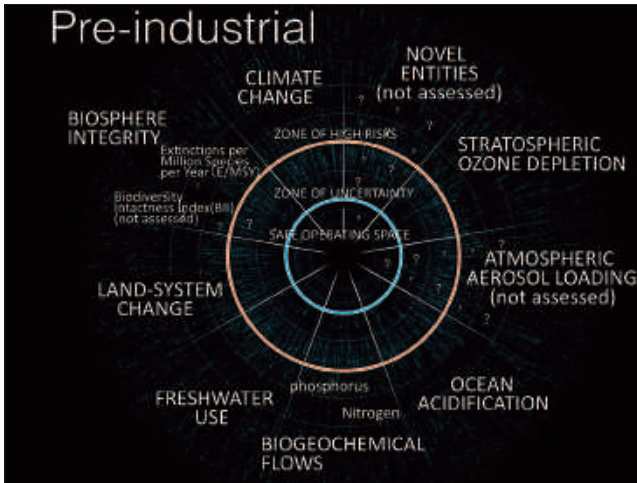 Pre-industrial
CLIMATE
CHANGE
NOVEL
ENTITIES
(not assessed)
BIOSPHERE
INTEGRITY
ZONE OF HIGH RISKS
STRATOSPHERIC
OZONE DEPLETION
Extinctions per
Million Species
per Year (E/MSY)
ZONE OF UNCERTAINTY
Biodiversity
Intactness Index(BII)
(not assessed)
SAFE OPERATING SPACE
ATMOSPHERIC
AEROSOL LOADING
(not assessed)
LAND-SYSTEM
CHANGE
phosphorus
OCEAN
ACIDIFICATION
FRESHWATER
USE
Nitrogen
BIOGEOCHEMICAL
FLOWS